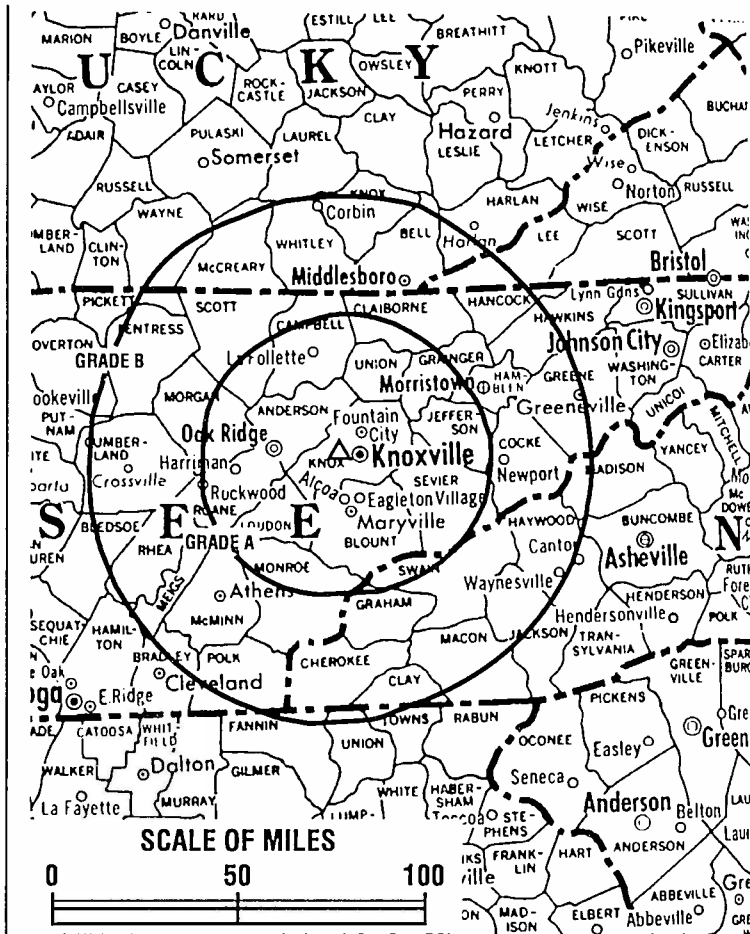 MARION
BOYLE
Danville
ESTILL
LEE
BREATHITT
Pikeville
LIN-
COLN
U C K Y
OWSLEY
KNOTT
CASEY
ROCK-
CASTLE
JACKSON
PERRY
Campbellsville
CLAY
Jenkins
BUCHA
ADAIR
PULASKI
LAUREL
Hazard
LESLIE
LETCHER
DICK-
ENSON
Somerset
Wise
Norton
RUSSELL
RUSSELL
KNOX
HARLAN
WISE
WAYNE
Corbin
CLIN-
TON
WHITLEY
BELL
Harlan
LEE
SCOTT
McCREARY
Middlesboro
Bristol
PICKETT
SCOTT
CLAIBORNE
HANCOCK
Lynn Gdns
SULLIVAN
Kingsport
FENTRESS
CAMPBELL
HAWKINS
OVERTON
GRADE B
La Follette
UNION
GRAINGER
Johnson City
CARTER
Morristown
HAM-
BLEN
GREENE
WASHING-
TON
MORGAN
ANDERSON
JEFFER-
SON
Greeneville
UNICOI
PUT-
NAM
Fountain
City
Oak Ridge
COCKE
YANCEY
MITCHELL
CUMBER-
LAND
Harriman
KNOX
Knoxville
Newport
MADISON
Crossville
SEVIER
Rockwood
Alcoa
Eagleton Village
ROANE
Maryville
S E E
BLEDSOE
LOUDON
HAYWOOD
BUNCOMBE
N
RHEA
GRADE A
BLOUNT
Canton
Asheville
MONROE
SWAIN
Waynesville
MEIGS
Athens
GRAHAM
HENDERSON
McMINN
Hendersonville
POLK
SEQUAT-
CHIE
HAMIL-
TON
MACON
JACKSON
TRAN-
SYLVANIA
BRADLEY
POLK
CHEROKEE
GREEN-
VILLE
Cleveland
CLAY
PICKENS
E.Ridge
FANNIN
TOWNS
RABUN
CATOOSA
WHIT-
FIELD
UNION
OCONEE
Easley
WALKER
Dalton
GILMER
Seneca
La Fayette
MURRAY
WHITE
HABER-
SHAM
Anderson
Belton
STE-
PHENS
ANDERSON
SCALE OF MILES
FRANK-
LIN
HART
0 50 100
MAD-
ISON
ELBERT
ABBEVILLE
Abbeville